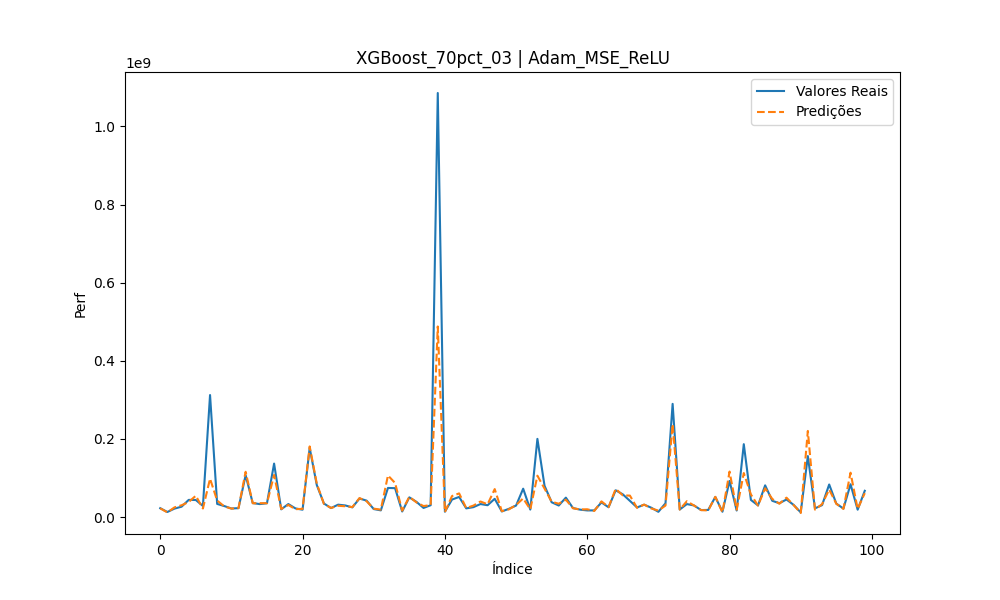 XGBoost_70pct_03 | Adam_MSE_ReLU
1e9
Valores Reais
Predições
1.0
0.8
0.6
0.4
0.2
0.0
Perf
0 20 40 60 80 100
Índice